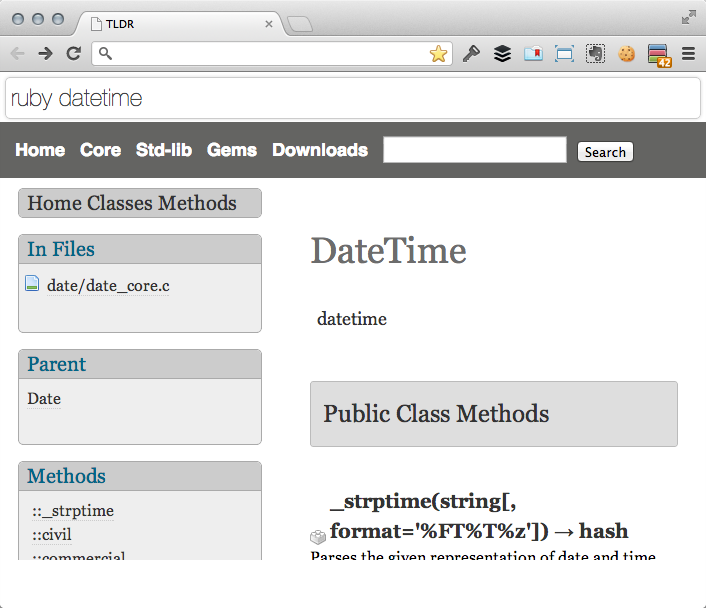 TLDR
42
ruby datetime
Home Core Std-lib Gems Downloads Search
Home Classes Methods
In Files
date/date_core.c
Parent
Date
Methods
::_strptime
::civil
::commercial
DateTime
datetime
Public Class Methods
_strptime(string[,
format='%FT%T%z']) → hash
Parses the given representation of date and time